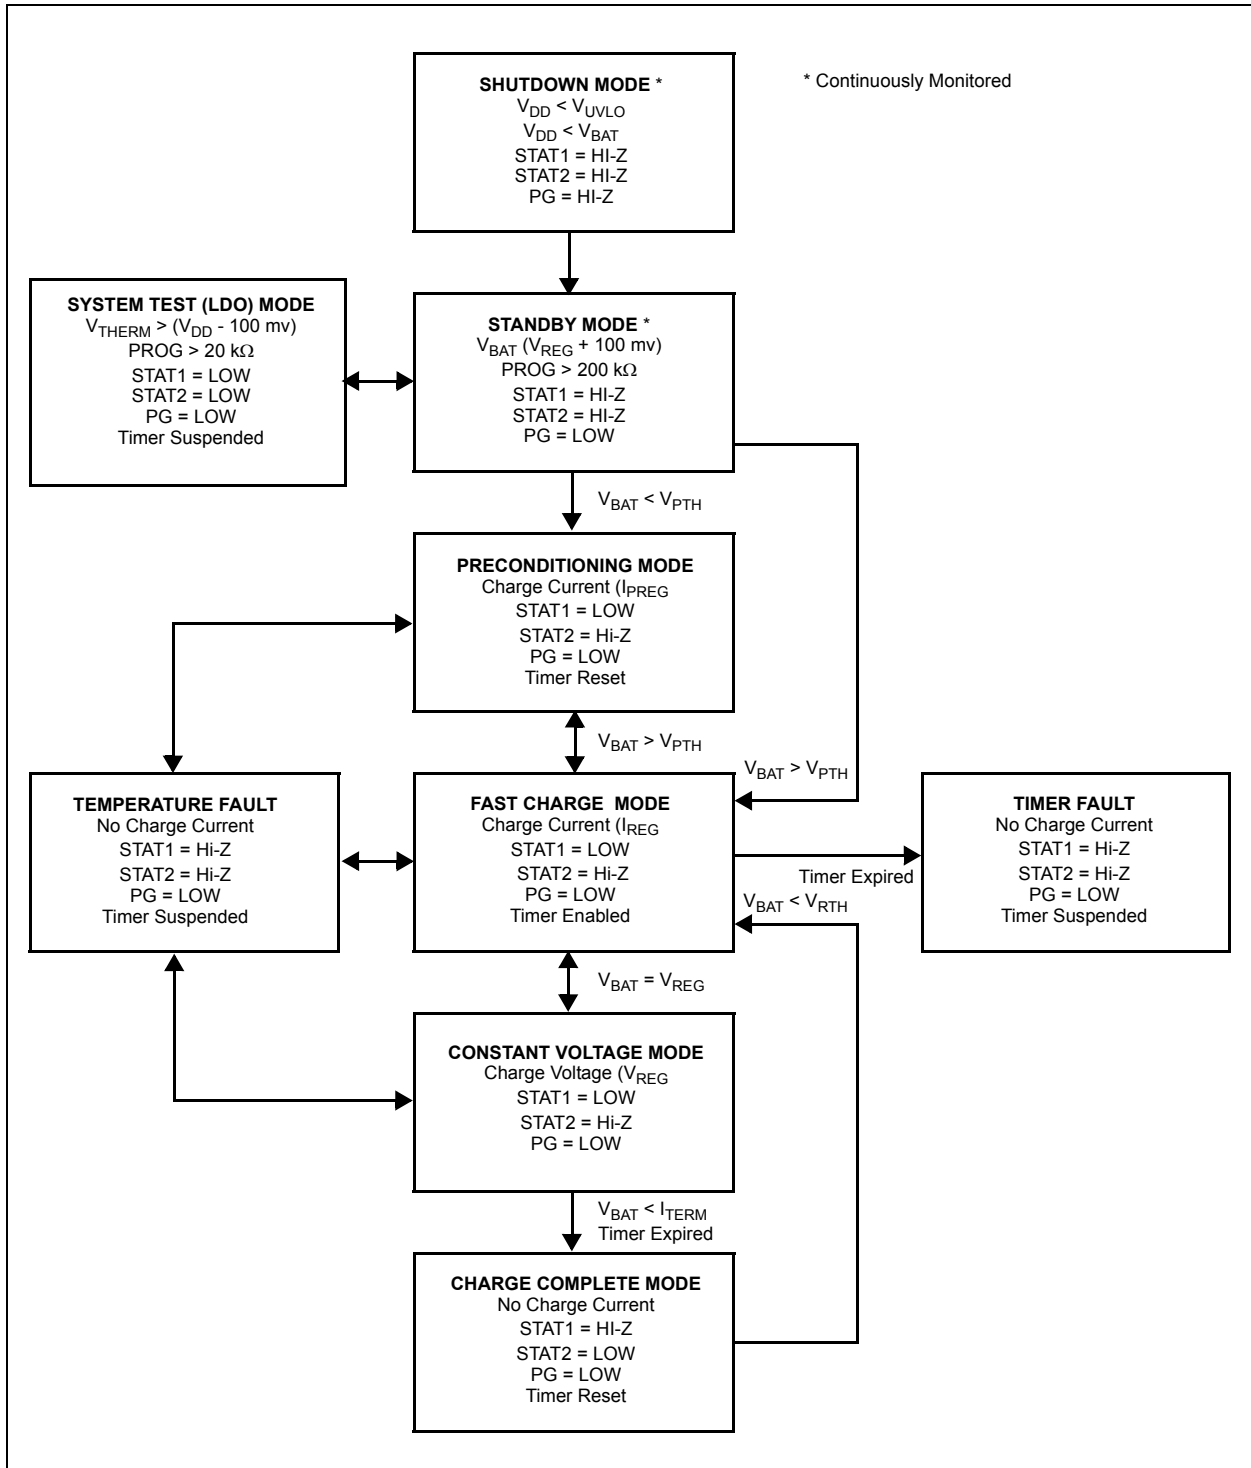 SHUTDOWN MODE *
V_DD < V_UVLO
V_DD < V_BAT
STAT1 = HI-Z
STAT2 = HI-Z
PG = HI-Z
* Continuously Monitored
SYSTEM TEST (LDO) MODE
V_THERM > (V_DD - 100 mv)
PROG > 20 kΩ
STAT1 = LOW
STAT2 = LOW
PG = LOW
Timer Suspended
STANDBY MODE *
V_BAT (V_REG + 100 mv)
PROG > 200 kΩ
STAT1 = HI-Z
STAT2 = HI-Z
PG = LOW
V_BAT < V_PTH
PRECONDITIONING MODE
Charge Current (I_PREG
STAT1 = LOW
STAT2 = Hi-Z
PG = LOW
Timer Reset
V_BAT > V_PTH
V_BAT > V_PTH
TEMPERATURE FAULT
No Charge Current
STAT1 = Hi-Z
STAT2 = Hi-Z
PG = LOW
Timer Suspended
FAST CHARGE MODE
Charge Current (I_REG
STAT1 = LOW
STAT2 = Hi-Z
PG = LOW
Timer Enabled
Timer Expired
V_BAT < V_RTH
TIMER FAULT
No Charge Current
STAT1 = Hi-Z
STAT2 = Hi-Z
PG = LOW
Timer Suspended
V_BAT = V_REG
CONSTANT VOLTAGE MODE
Charge Voltage (V_REG
STAT1 = LOW
STAT2 = Hi-Z
PG = LOW
V_BAT < I_TERM
Timer Expired
CHARGE COMPLETE MODE
No Charge Current
STAT1 = HI-Z
STAT2 = LOW
PG = LOW
Timer Reset